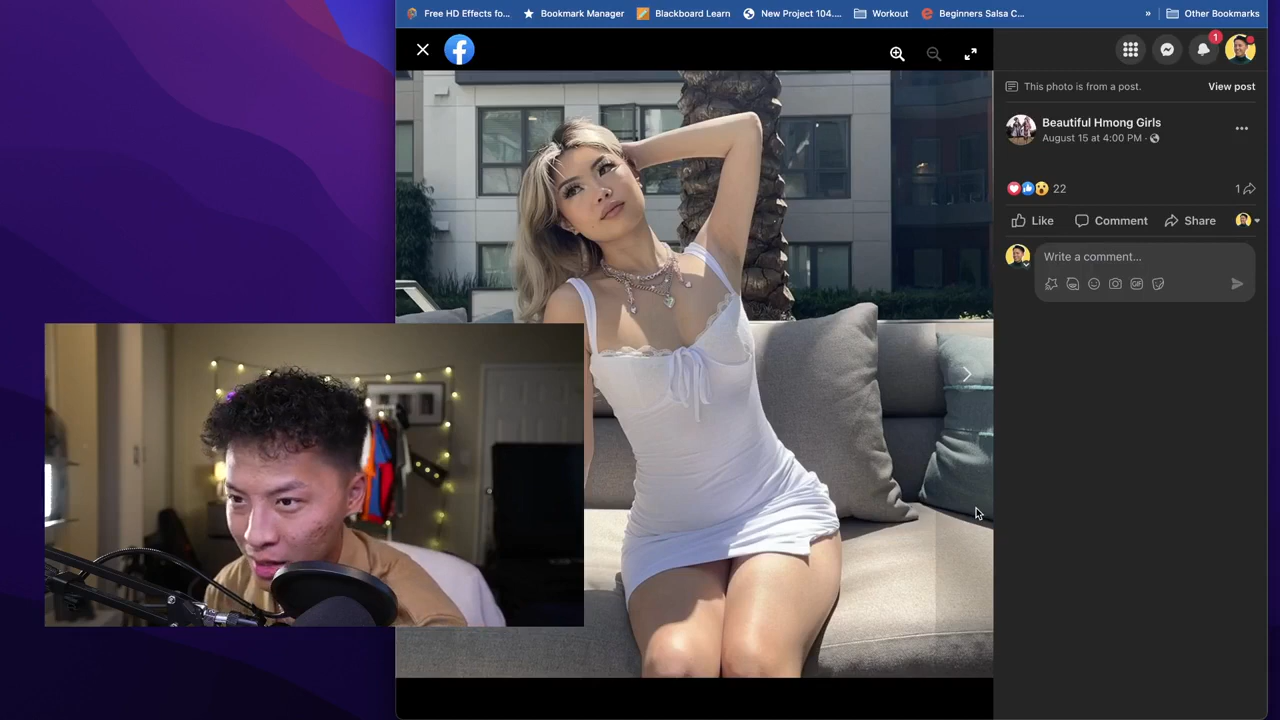 Free HD Effects fo... Bookmark Manager Blackboard Learn New Project 104.... Workout Beginners Salsa C... » Other Bookmarks
1
This photo is from a post. View post
Beautiful Hmong Girls
August 15 at 4:00 PM ·
22 1
Like Comment Share
Write a comment...
GIF